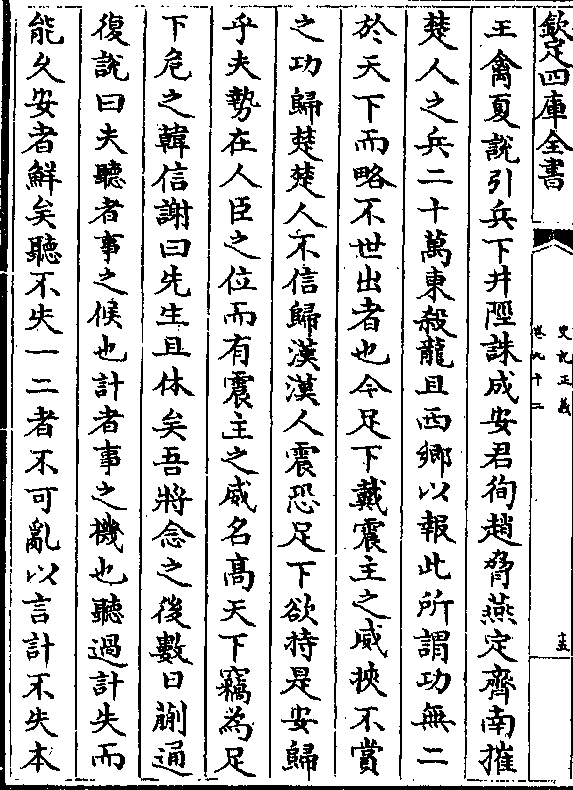 欽定四庫全書
史記正義
卷九十二
十五
王禽夏說引兵下井陘誅成安君徇趙脅燕定齊南摧
楚人之兵二十萬東殺龍且西鄉以報此所謂功無二
於天下而略不世出者也今足下戴震主之威挾不賞
之功歸楚楚人不信歸漢漢人震恐足下欲持是安歸
乎夫勢在人臣之位而有震主之威名髙天下竊為足
下危之韓信謝曰先生且休矣吾將念之後數日蒯通
復說曰夫聽者事之候也計者事之機也聽過計失而
能久安者鮮矣聽不失一二者不可亂以言計不失本